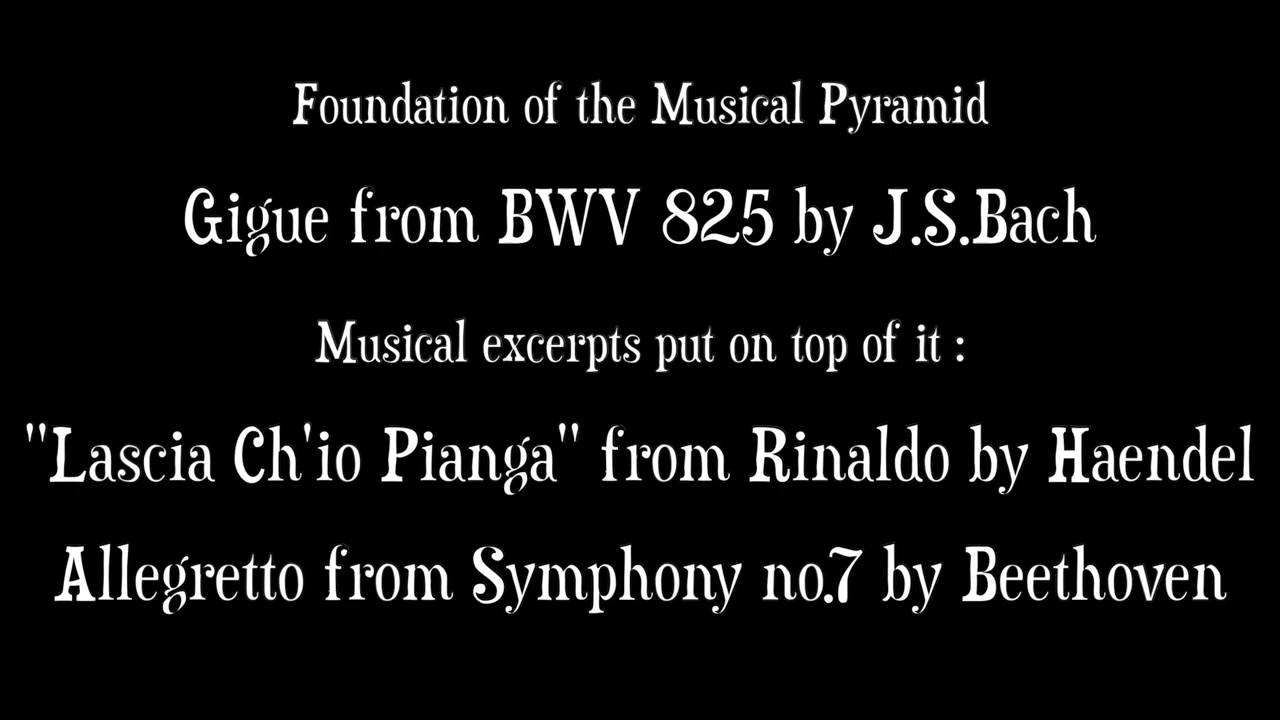 Foundation of the Musical Pyramid
Gigue from BWV 825 by J.S.Bach
Musical excerpts put on top of it :
"Lascia Ch'io Pianga" from Rinaldo by Haendel
Allegretto from Symphony no.7 by Beethoven